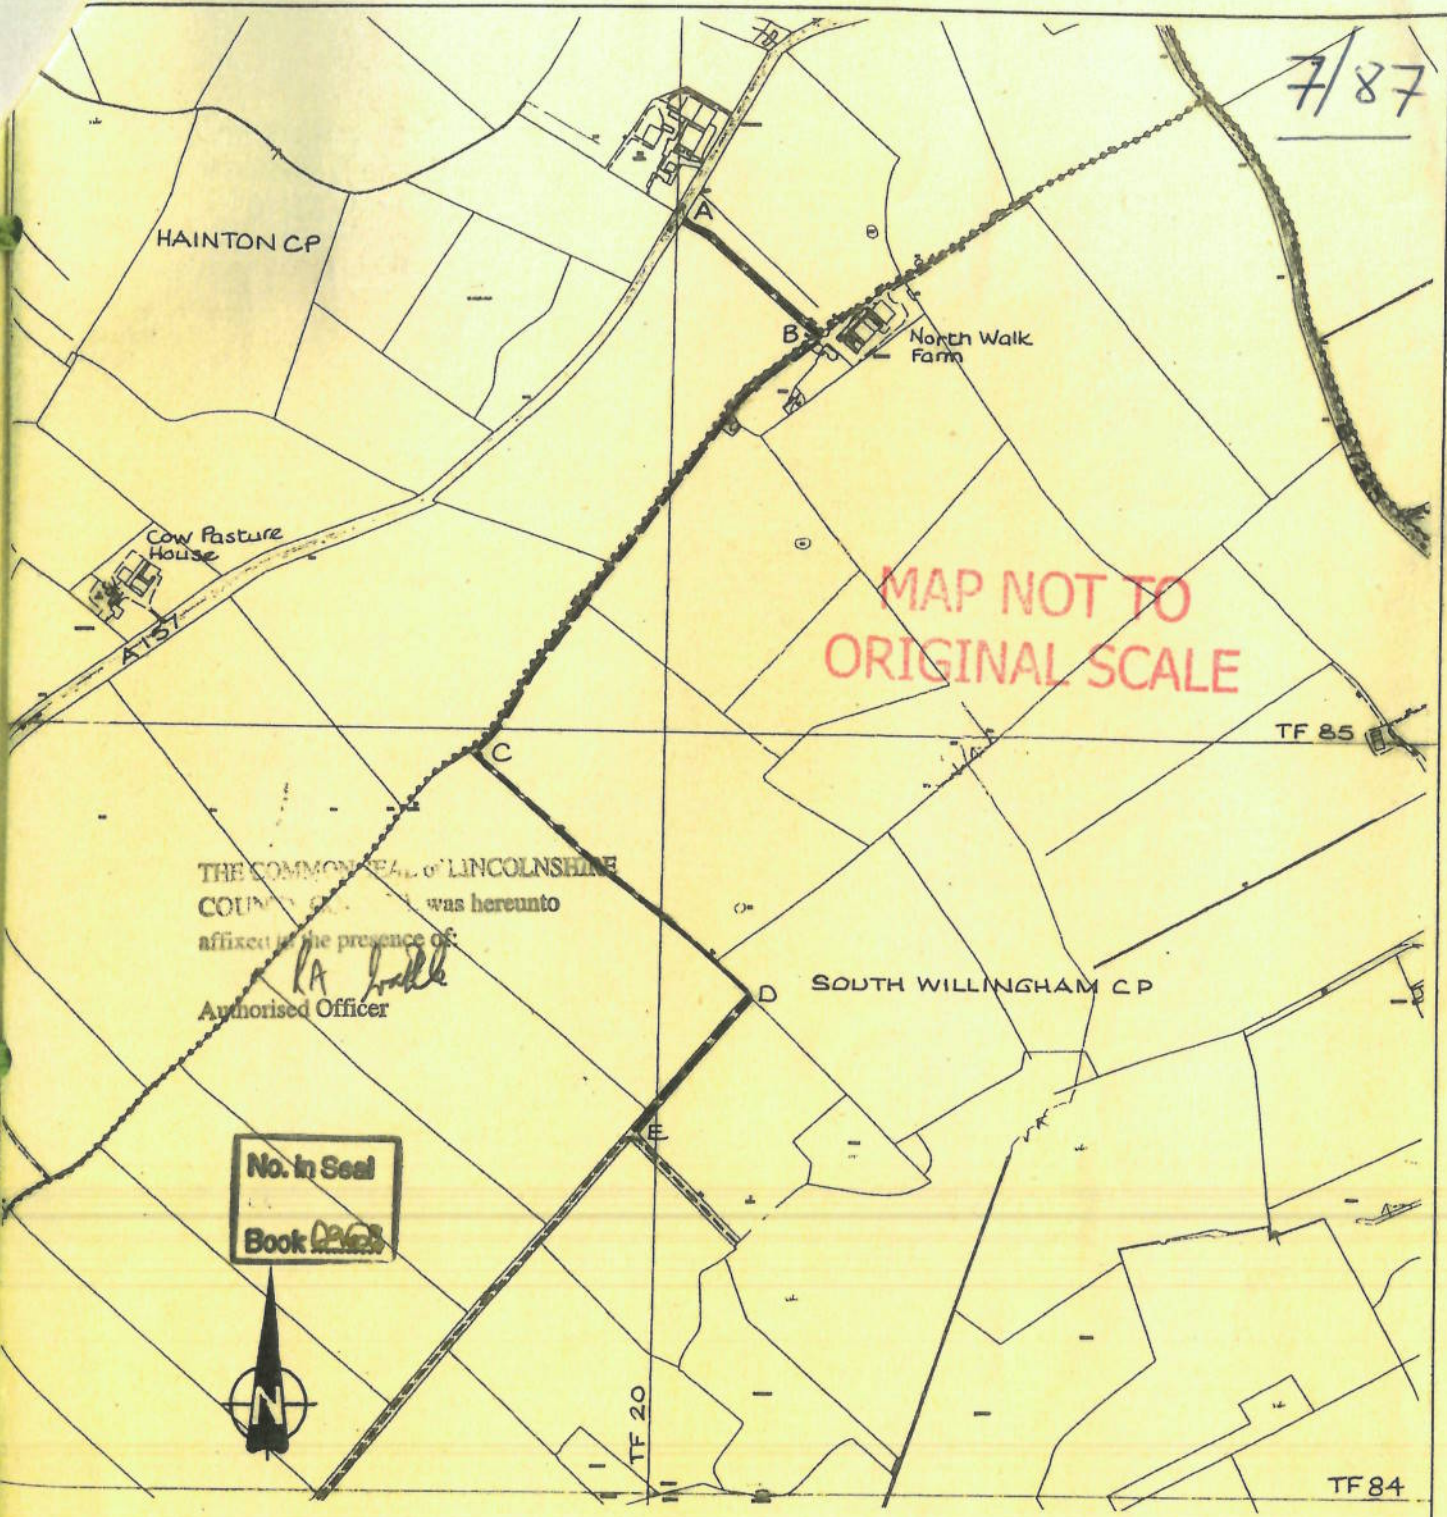 7/87
HAINTON CP
A
B
North Walk
Farm
Cow Pasture
House
A157
MAP NOT TO
ORIGINAL SCALE
TF 85
C
THE COMMON SEAL of LINCOLNSHIRE
COUN was hereunto
affixed in the presence of:
Authorised Officer
D
SOUTH WILLINGHAM CP
E
No. in Seal
Book
N
TF 20
TF 84